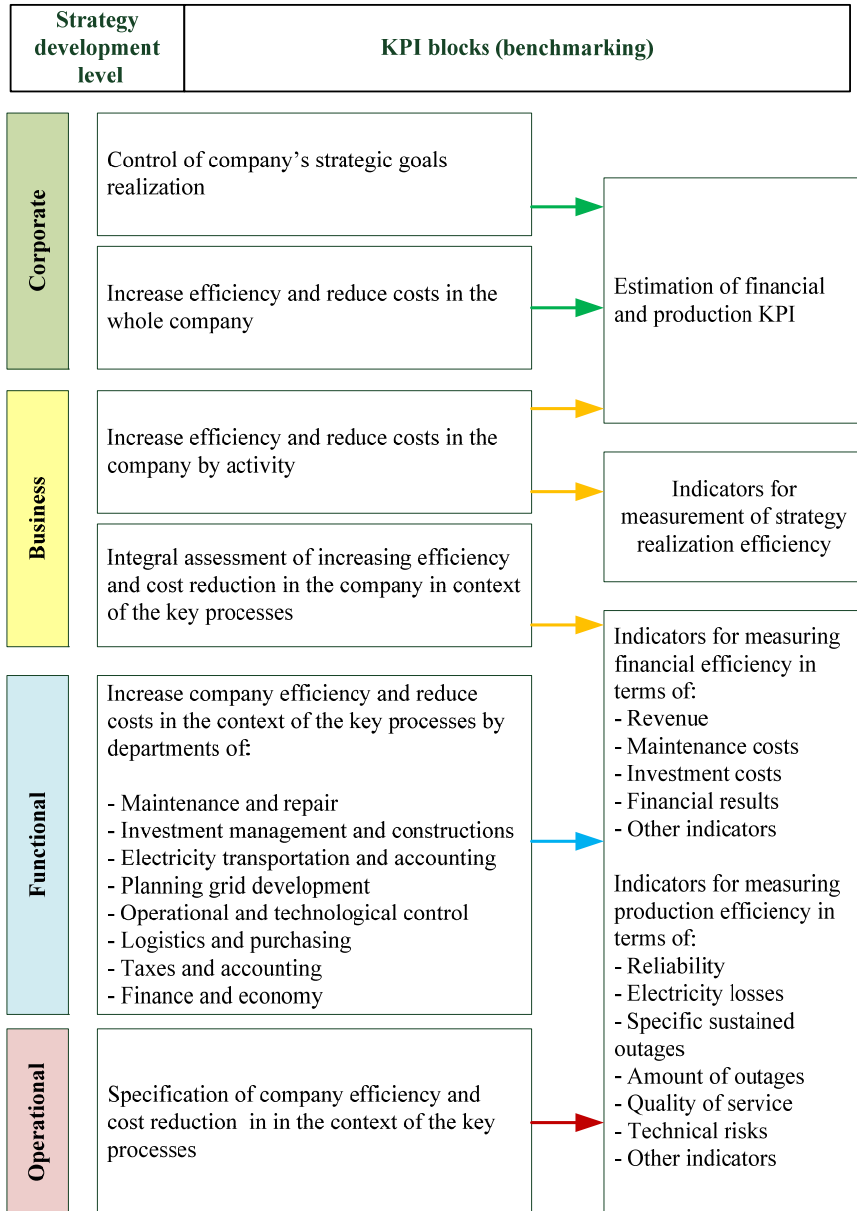 Strategy
development
level
KPI blocks (benchmarking)
Corporate
Control of company’s strategic goals
realization
Increase efficiency and reduce costs in the
whole company
Estimation of financial
and production KPI
Business
Increase efficiency and reduce costs in the
company by activity
Integral assessment of increasing efficiency
and cost reduction in the company in context
of the key processes
Indicators for
measurement of strategy
realization efficiency
Functional
Increase company efficiency and reduce
costs in the context of the key processes by
departments of:
- Maintenance and repair
- Investment management and constructions
- Electricity transportation and accounting
- Planning grid development
- Operational and technological control
- Logistics and purchasing
- Taxes and accounting
- Finance and economy
Indicators for measuring
financial efficiency in
terms of:
- Revenue
- Maintenance costs
- Investment costs
- Financial results
- Other indicators
Indicators for measuring
production efficiency in
terms of:
- Reliability
- Electricity losses
- Specific sustained
outages
- Amount of outages
- Quality of service
- Technical risks
- Other indicators
Operational
Specification of company efficiency and
cost reduction in in the context of the key
processes